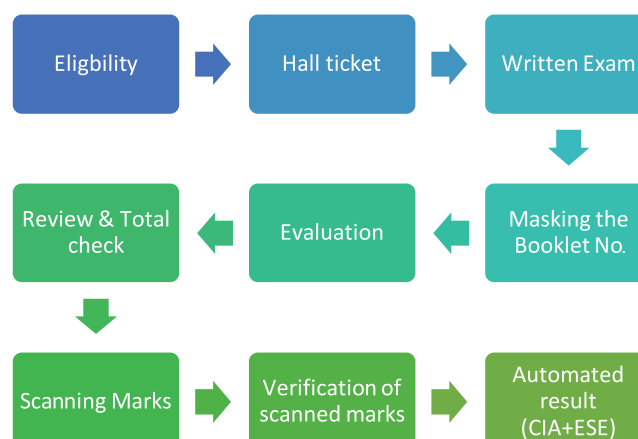 Eligbility
Hall ticket
Written Exam
Review & Total
check
Evaluation
Masking the
Booklet No.
Scanning Marks
Verification of
scanned marks
Automated
result
(CIA+ESE)